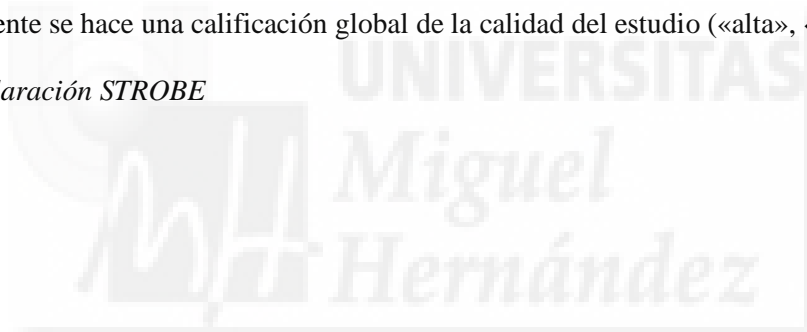 ente se hace una calificación global de la calidad del estudio («alta», «
aración STROBE
UNIVERSITAS
Miguel
Hernández